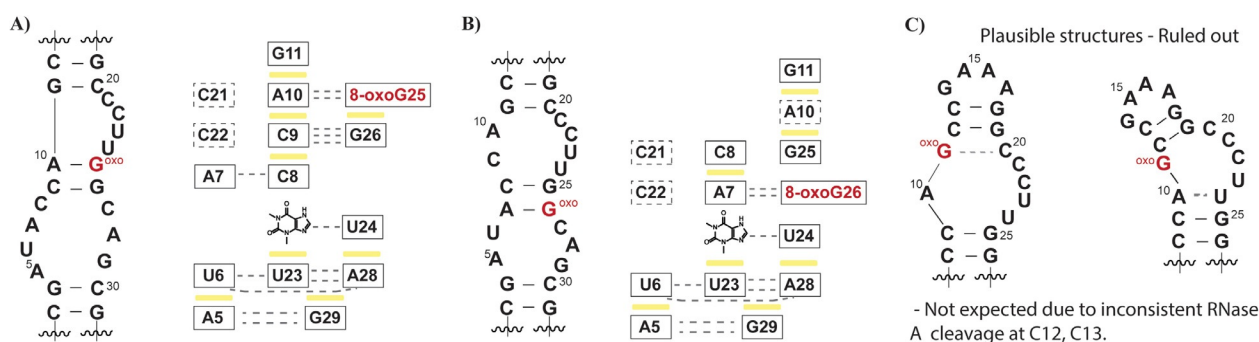 A)
C G
G C 20
C
C
U
U
10 A G oxo
C G
C C
A A
U G
5 A
G C 30
C G
G11
C21 A10 8-oxoG25
C22 C9 G26
A7 C8
H
N
O
N
N
N
O
U24
U6 U23 A28
A5 G29
B)
C G
G C 20
10 A C
C C
C U
U
G 25
A G oxo
U C
5 A A
G G
C C 30
G
G11
A10
C21 C8 G25
C22 A7 8-oxoG26
H
N
O
N
N
N
O
U24
U6 U23 A28
A5 G29
C)
Plausible structures - Ruled out
15
A A
G A
C G
C G
oxo G C 20
10 A C
C
U
U
C G
C G 25
15 A A
A G
G G C 20
C C C
oxo G C
10 A U
U
C G 25
C G
- Not expected due to inconsistent RNase
A cleavage at C12, C13.